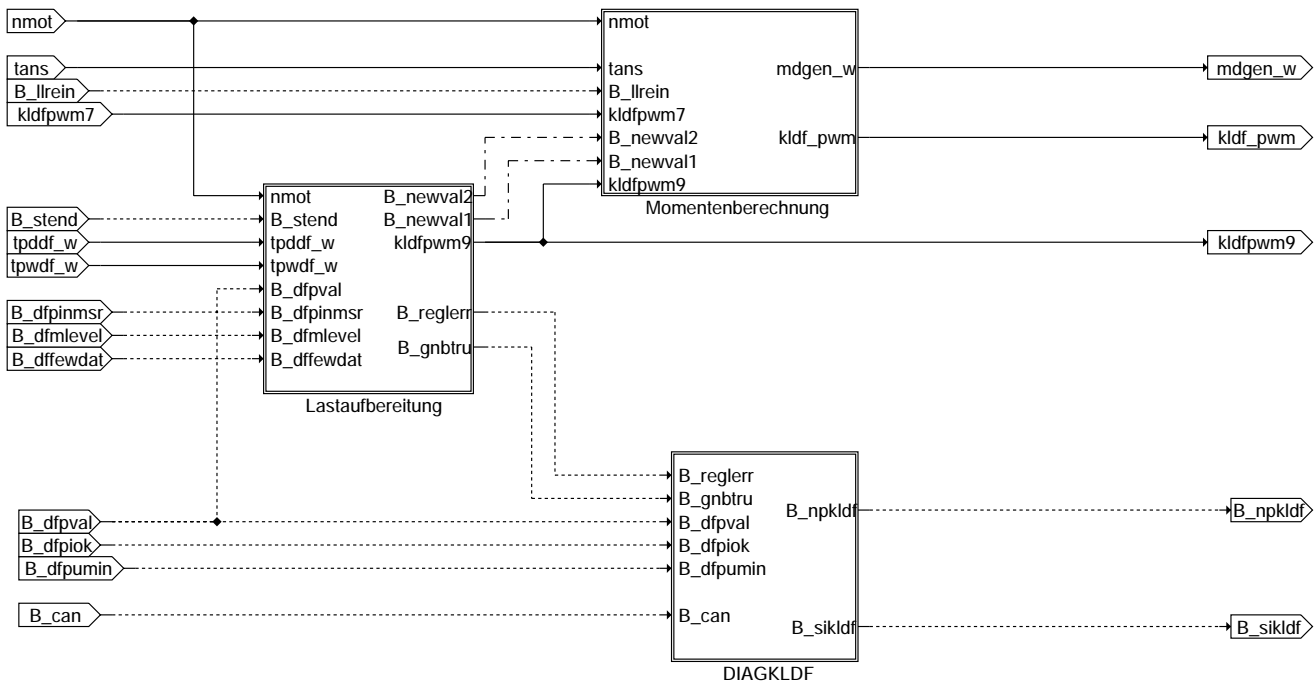 nmot
nmot
tans
B_llrein
kldfpwm7
tans
B_llrein
kldfpwm7
B_newval2
B_newval1
kldfpwm9
mdgen_w
kldf_pwm
Momentenberechnung
mdgen_w
kldf_pwm
B_stend
tpddf_w
tpwdf_w
B_dfpinmsr
B_dfmlevel
B_dffewdat
nmot
B_stend
tpddf_w
tpwdf_w
B_dfpval
B_dfpinmsr
B_dfmlevel
B_dffewdat
B_newval2
B_newval1
kldfpwm9
B_reglerr
B_gnbtru
Lastaufbereitung
kldfpwm9
B_dfpval
B_dfpiok
B_dfpumin
B_can
B_reglerr
B_gnbtru
B_dfpval
B_dfpiok
B_dfpumin
B_can
B_npkldf
B_sikldf
DIAGKLDF
B_npkldf
B_sikldf